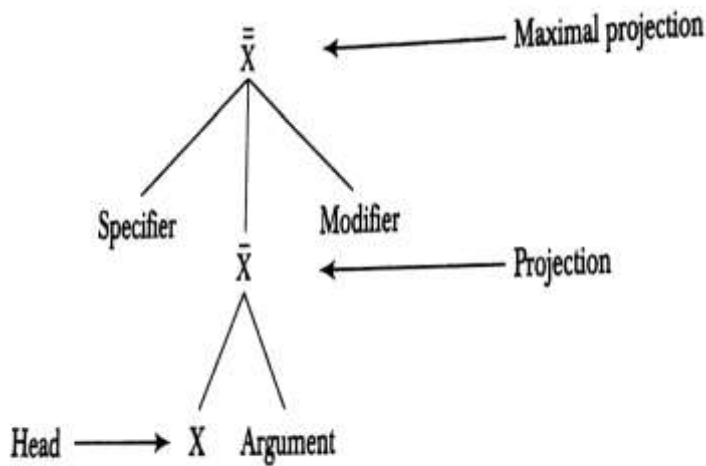 X̿ Maximal projection
Specifier Modifier
X̄ Projection
Head X Argument